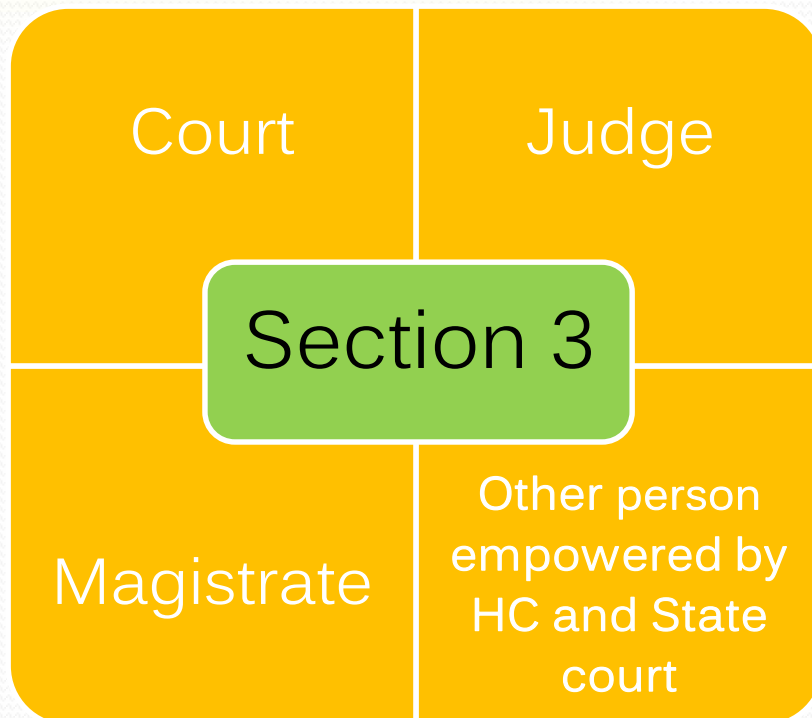 Court
Judge
Section 3
Magistrate
Other person
empowered by
HC and State
court